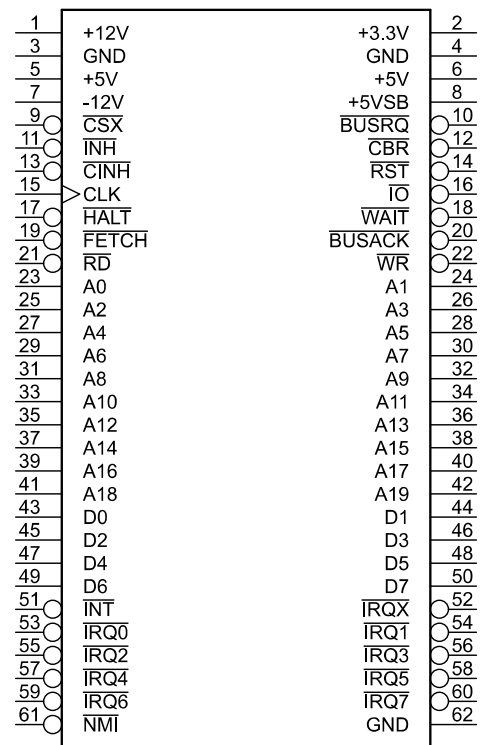 1 +12V +3.3V 2
3 GND GND 4
5 +5V +5V 6
7 -12V +5VSB 8
9 CSX BUSRQ 10
11 INH CBR 12
13 CINH RST 14
15 CLK IO 16
17 HALT WAIT 18
19 FETCH BUSACK 20
21 RD WR 22
23 A0 A1 24
25 A2 A3 26
27 A4 A5 28
29 A6 A7 30
31 A8 A9 32
33 A10 A11 34
35 A12 A13 36
37 A14 A15 38
39 A16 A17 40
41 A18 A19 42
43 D0 D1 44
45 D2 D3 46
47 D4 D5 48
49 D6 D7 50
51 INT IRQX 52
53 IRQ0 IRQ1 54
55 IRQ2 IRQ3 56
57 IRQ4 IRQ5 58
59 IRQ6 IRQ7 60
61 NMI GND 62